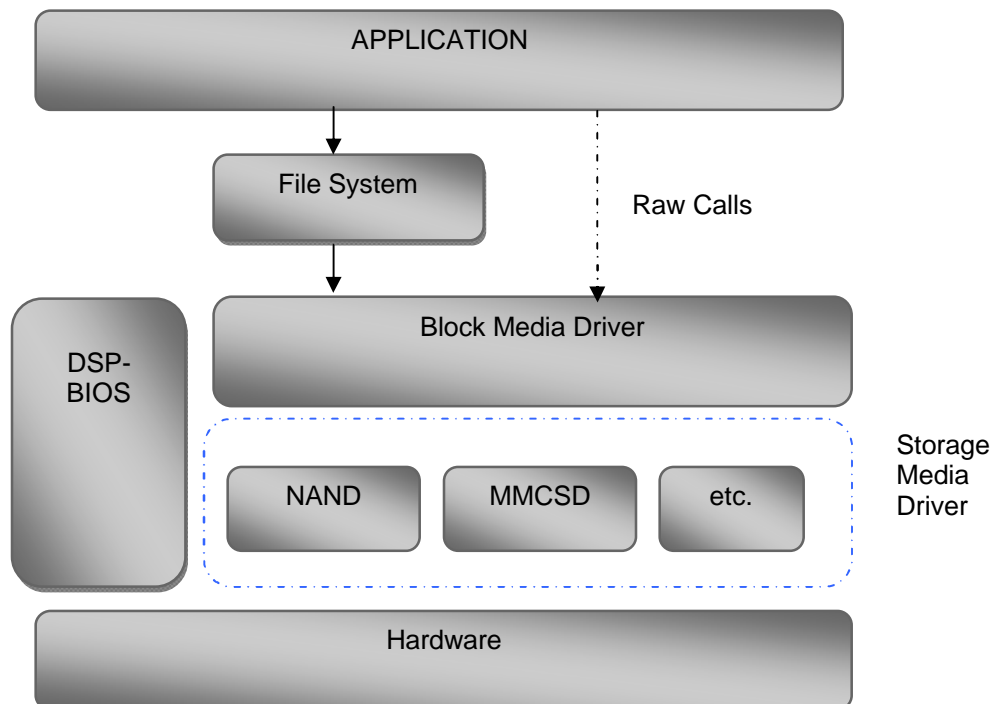 APPLICATION
File System
Raw Calls
Block Media Driver
DSP-
BIOS
Storage
Media
Driver
NAND
MMCSD
etc.
Hardware